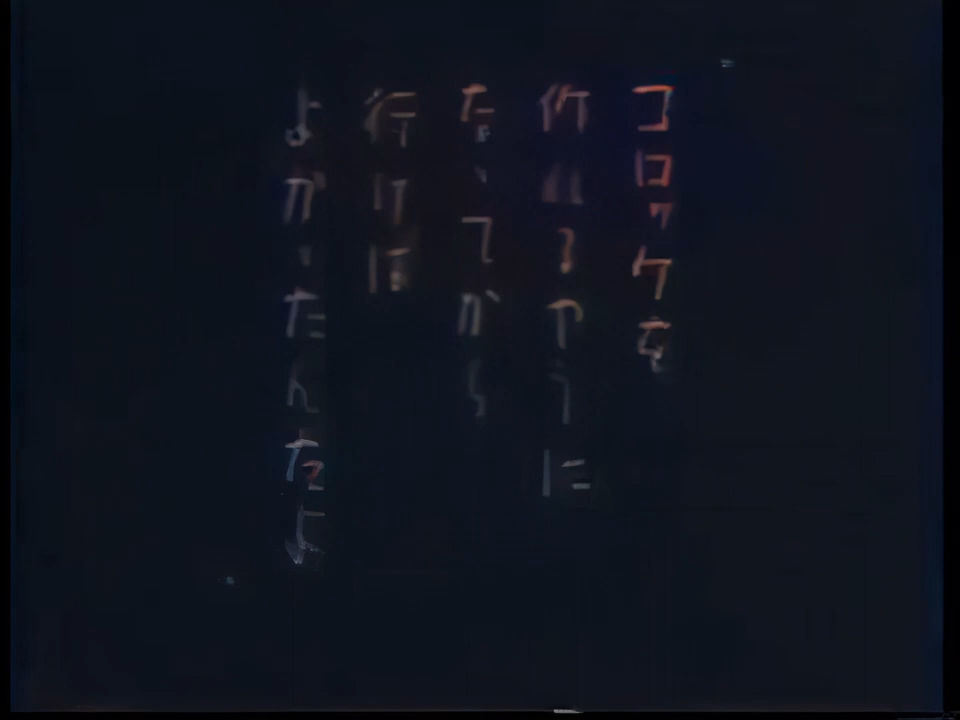 コロッケを
作れるように
なってから
行けば
よかったんだよ